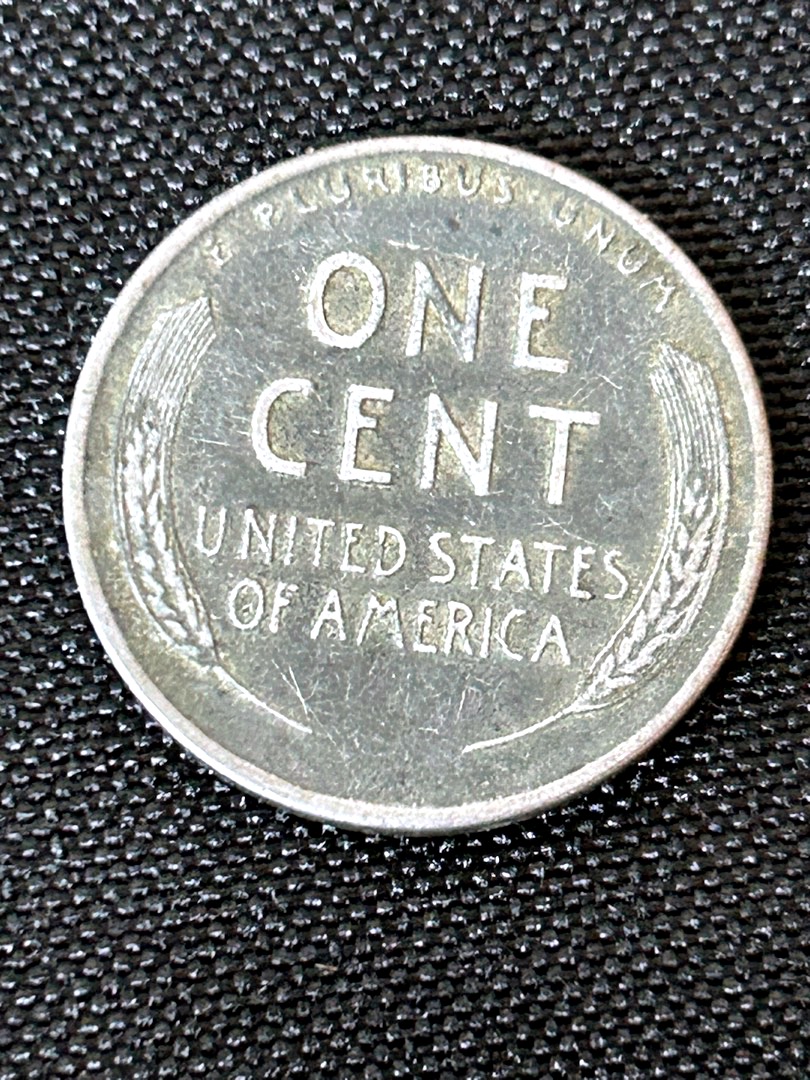 E PLURIBUS · UNUM
ONE
CENT
UNITED STATES
OF AMERICA